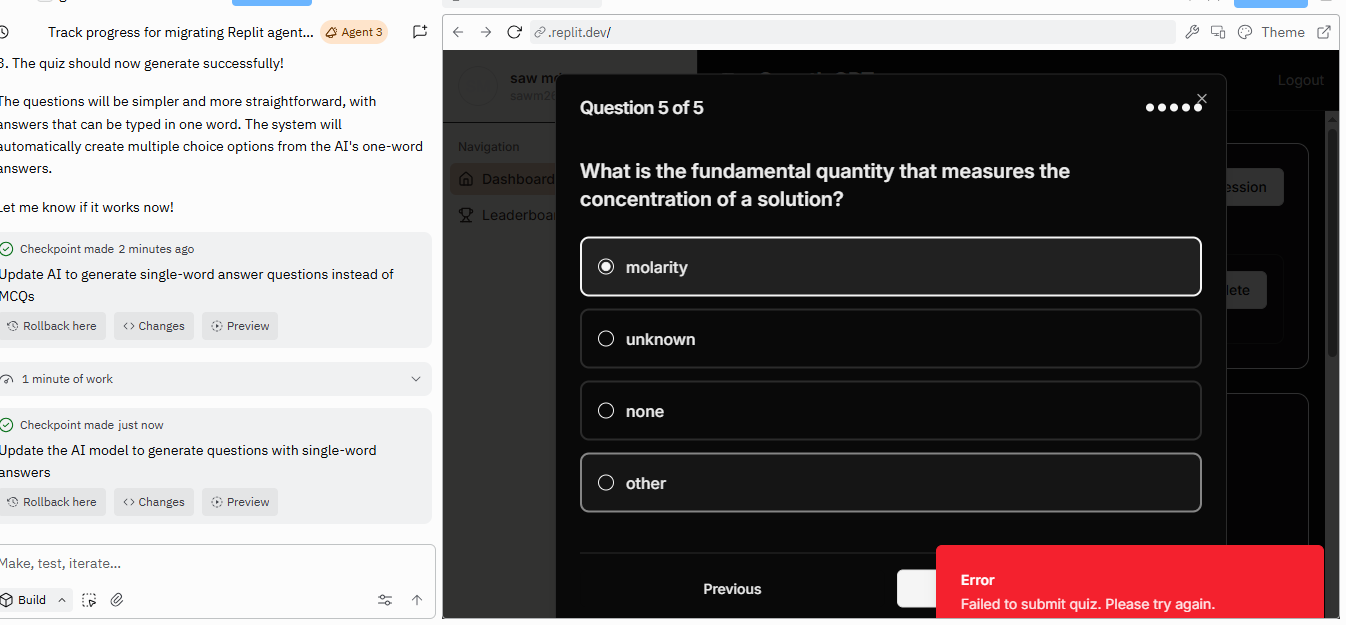 Track progress for migrating Replit agent...
Agent 3
3. The quiz should now generate successfully!
The questions will be simpler and more straightforward, with
answers that can be typed in one word. The system will
automatically create multiple choice options from the AI's one-word
answers.
Let me know if it works now!
Checkpoint made 2 minutes ago
Update AI to generate single-word answer questions instead of
MCQs
Rollback here
Changes
Preview
1 minute of work
Checkpoint made just now
Update the AI model to generate questions with single-word
answers
Rollback here
Changes
Preview
Make, test, iterate...
Build
.replit.dev/
Theme
saw
sawm26
Logout
Navigation
Dashboard
Leaderboa
ession
lete
Question 5 of 5
What is the fundamental quantity that measures the
concentration of a solution?
molarity
unknown
none
other
Previous
Error
Failed to submit quiz. Please try again.